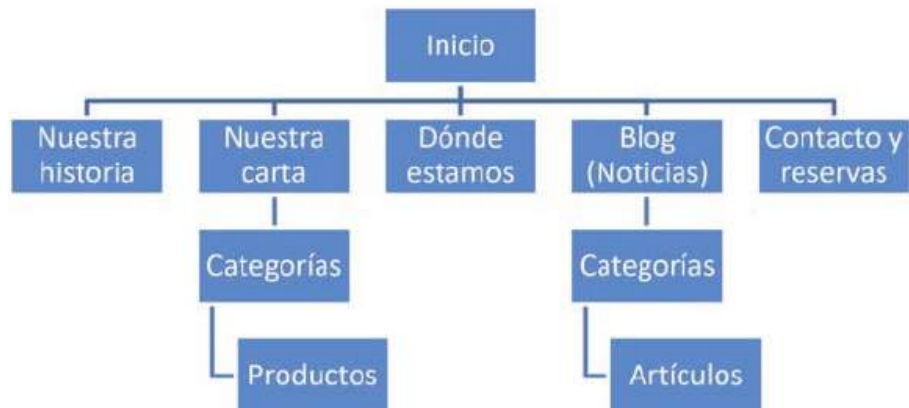 Inicio
Nuestra
historia
Nuestra
carta
Dónde
estamos
Blog
(Noticias)
Contacto y
reservas
Categorías
Categorías
Productos
Artículos